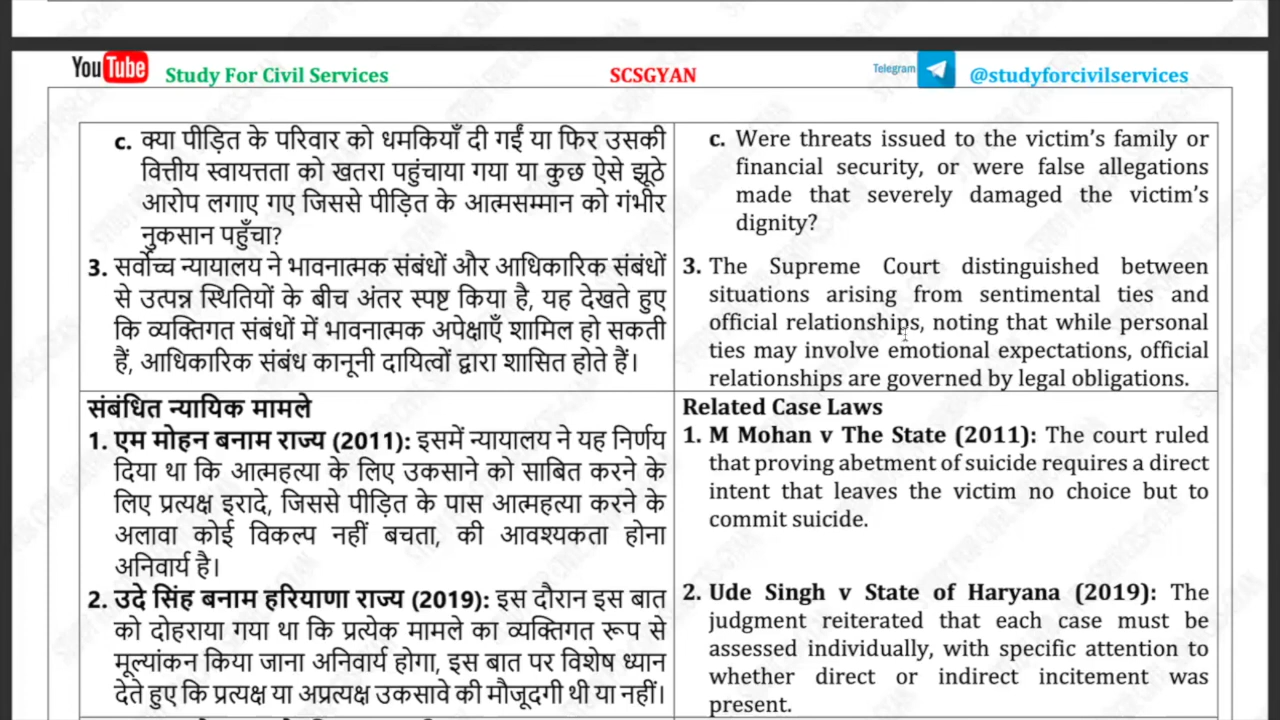 YouTube Study For Civil Services SCSGYAN Telegram @studyforcivilservices
c. क्या पीड़ित के परिवार को धमकियाँ दी गईं या फिर उसकी
वित्तीय स्वायत्तता को खतरा पहुंचाया गया या कुछ ऐसे झूठे
आरोप लगाए गए जिससे पीड़ित के आत्मसम्मान को गंभीर
नुकसान पहुँचा?
3. सर्वोच्च न्यायालय ने भावनात्मक संबंधों और आधिकारिक संबंधों
से उत्पन्न स्थितियों के बीच अंतर स्पष्ट किया है, यह देखते हुए
कि व्यक्तिगत संबंधों में भावनात्मक अपेक्षाएँ शामिल हो सकती
हैं, आधिकारिक संबंध कानूनी दायित्वों द्वारा शासित होते हैं।
c. Were threats issued to the victim’s family or
financial security, or were false allegations
made that severely damaged the victim’s
dignity?
3. The Supreme Court distinguished between
situations arising from sentimental ties and
official relationships, noting that while personal
ties may involve emotional expectations, official
relationships are governed by legal obligations.
संबंधित न्यायिक मामले
1. एम मोहन बनाम राज्य (2011): इसमें न्यायालय ने यह निर्णय
दिया था कि आत्महत्या के लिए उकसाने को साबित करने के
लिए प्रत्यक्ष इरादे, जिससे पीड़ित के पास आत्महत्या करने के
अलावा कोई विकल्प नहीं बचता, की आवश्यकता होना
अनिवार्य है।
2. उदे सिंह बनाम हरियाणा राज्य (2019): इस दौरान इस बात
को दोहराया गया था कि प्रत्येक मामले का व्यक्तिगत रूप से
मूल्यांकन किया जाना अनिवार्य होगा, इस बात पर विशेष ध्यान
देते हुए कि प्रत्यक्ष या अप्रत्यक्ष उकसावे की मौजूदगी थी या नहीं।
Related Case Laws
1. M Mohan v The State (2011): The court ruled
that proving abetment of suicide requires a direct
intent that leaves the victim no choice but to
commit suicide.
2. Ude Singh v State of Haryana (2019): The
judgment reiterated that each case must be
assessed individually, with specific attention to
whether direct or indirect incitement was
present.